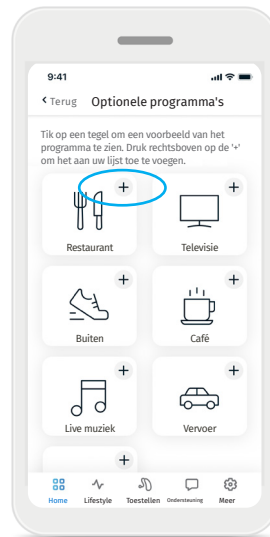 9:41
Terug Optionele programma's
Tik op een tegel om een voorbeeld van het
programma te zien. Druk rechtsboven op de '+'
om het aan uw lijst toe te voegen.
+ +
Restaurant Televisie
+ +
Buiten Café
+ +
Live muziek Vervoer
+
Home Lifestyle Toestellen Ondersteuning Meer